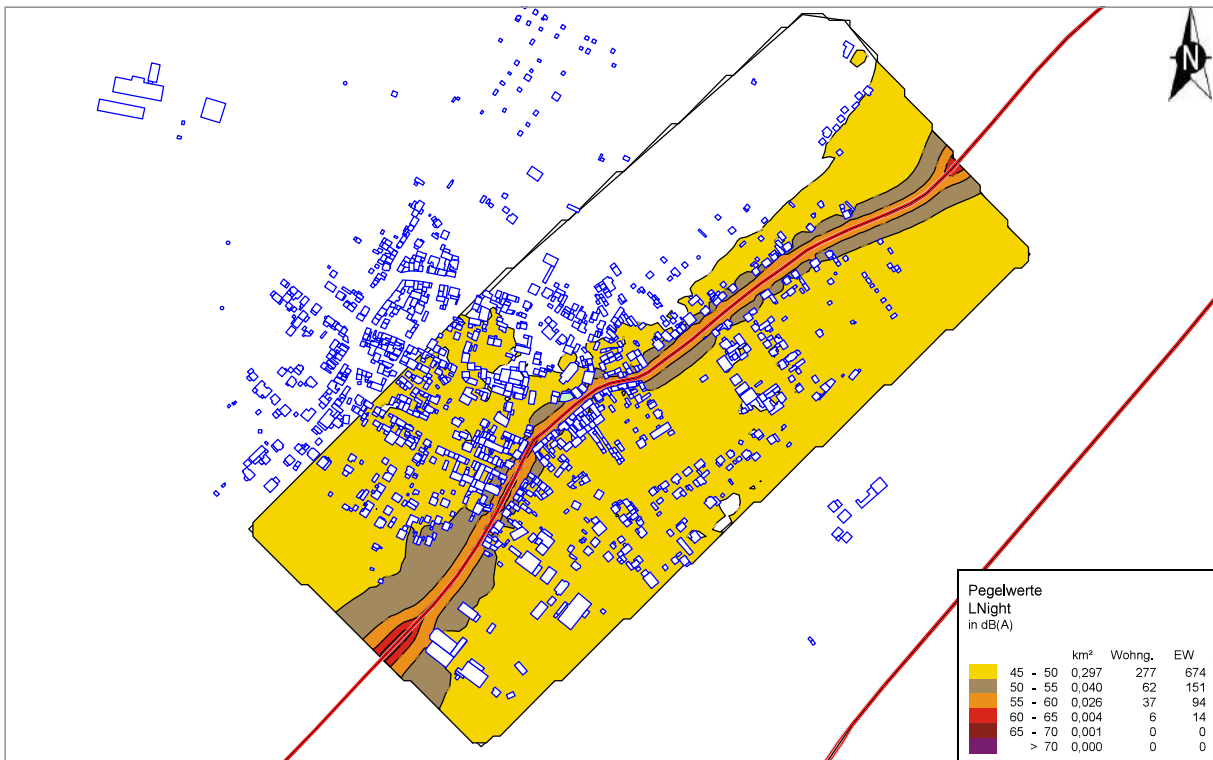 N
Pegelwerte
LNight
in dB(A)
km² Wohng. EW
45 - 50 0,297 277 674
50 - 55 0,040 62 151
55 - 60 0,026 37 94
60 - 65 0,004 6 14
65 - 70 0,001 0 0
> 70 0,000 0 0